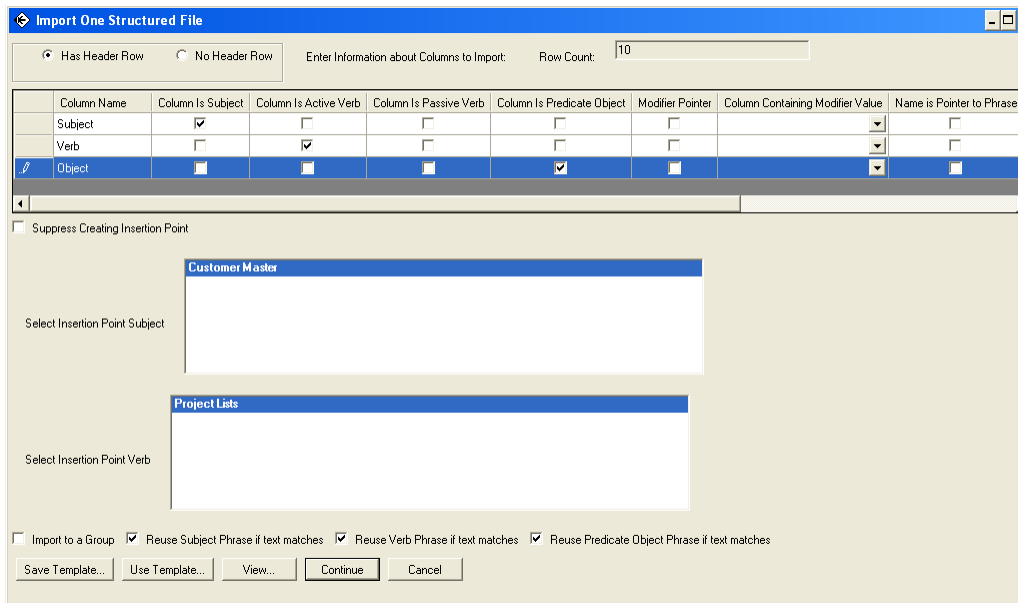 Import One Structured File
Has Header Row No Header Row Enter Information about Columns to Import: Row Count: 10
Column Name Column Is Subject Column Is Active Verb Column Is Passive Verb Column Is Predicate Object Modifier Pointer Column Containing Modifier Value Name is Pointer to Phrase
Subject
Verb
Object
Suppress Creating Insertion Point
Customer Master
Select Insertion Point Subject
Project Lists
Select Insertion Point Verb
Import to a Group Reuse Subject Phrase if text matches Reuse Verb Phrase if text matches Reuse Predicate Object Phrase if text matches
Save Template... Use Template... View... Continue Cancel